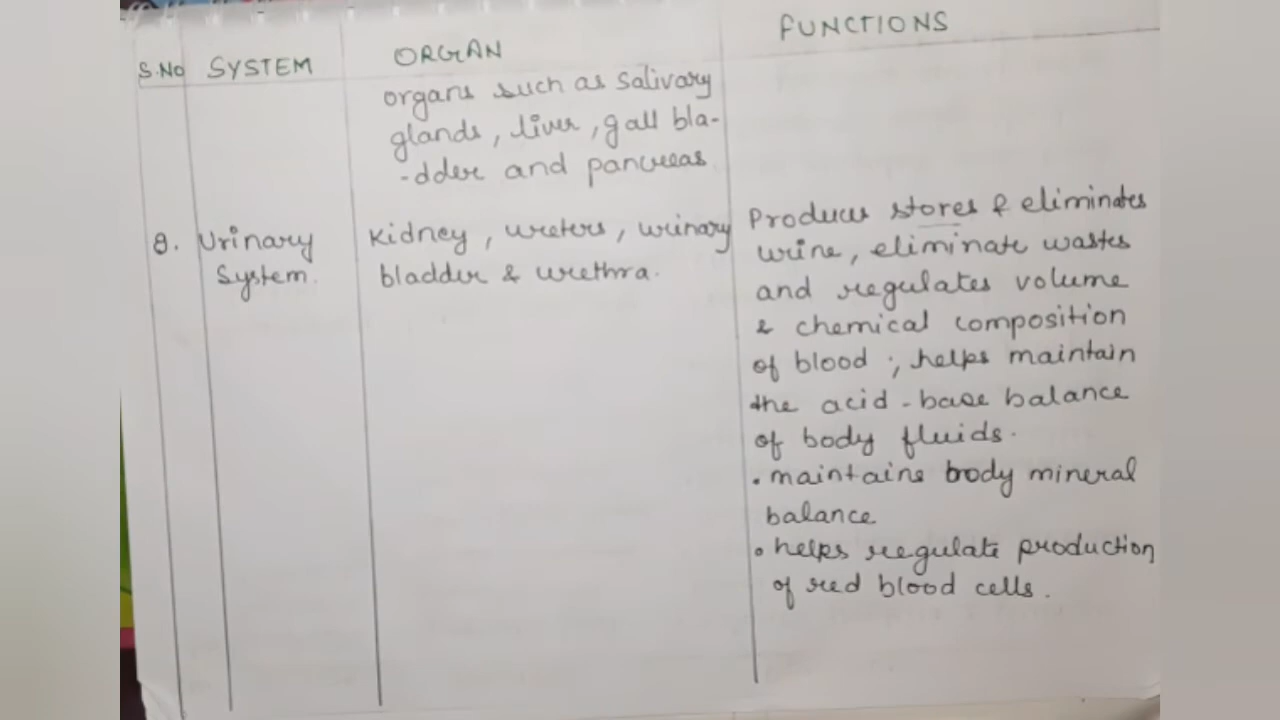 S.No SYSTEM ORGAN FUNCTIONS
organs such as salivary
glands, liver, gall bla-
-dder and pancreas
8. Urinary System.
Kidney, ureters, urinary
bladder & urethra.
Produces stores & eliminates
urine, eliminate wastes
and regulates volume
& chemical composition
of blood ; helps maintain
the acid-base balance
of body fluids.
• maintains body mineral
balance
• helps regulate production
of red blood cells.